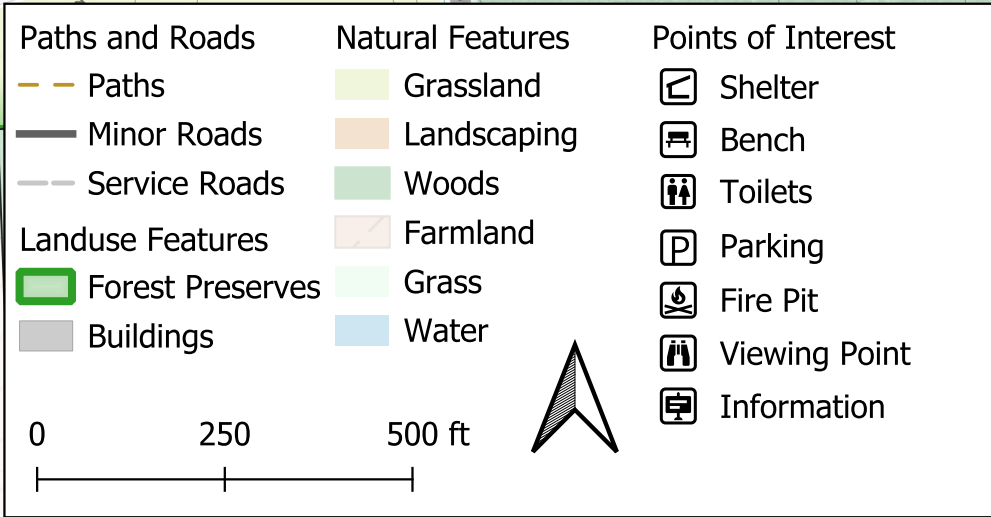 Paths and Roads
Paths
Minor Roads
Service Roads
Landuse Features
Forest Preserves
Buildings
Natural Features
Grassland
Landscaping
Woods
Farmland
Grass
Water
Points of Interest
Shelter
Bench
Toilets
P Parking
Fire Pit
Viewing Point
Information
0 250 500 ft